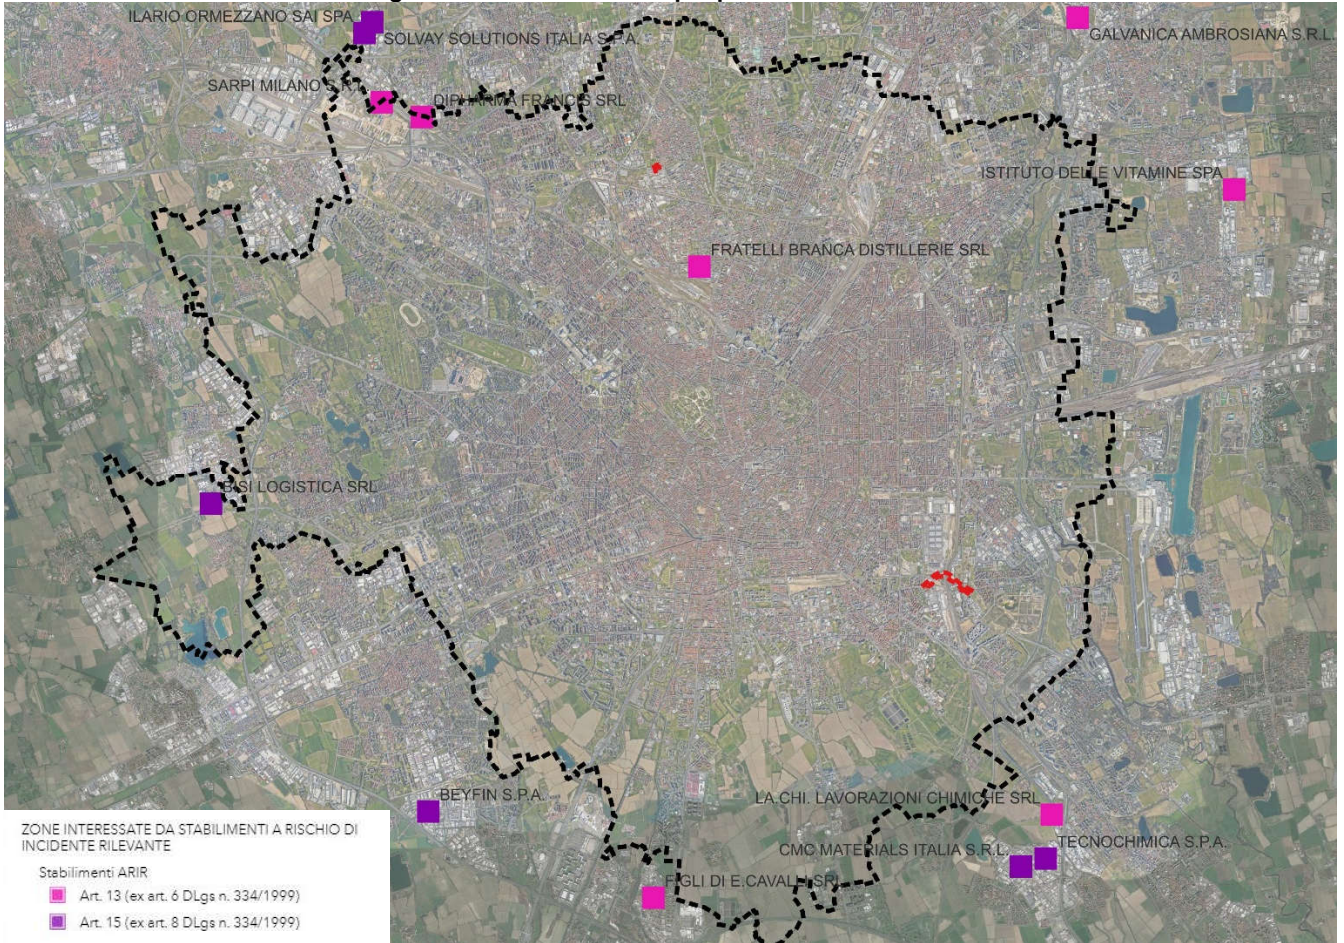 ILARIO ORMEZZANO SAI SPA
SOLVAY SOLUTIONS ITALIA S.P.A.
GALVANICA AMBROSIANA S.R.L.
SARPI MILANO S.R.L.
DIPHARMA FRANCIS SRL
ISTITUTO DELLE VITAMINE SPA
FRATELLI BRANCA DISTILLERIE SRL
BISI LOGISTICA SRL
BEYFIN S.P.A.
LA.CHI. LAVORAZIONI CHIMICHE SRL
TECNOCHIMICA S.P.A.
CMC MATERIALS ITALIA S.R.L.
FIGLI DI E.CAVALLI SRL
ZONE INTERESSATE DA STABILIMENTI A RISCHIO DI
INCIDENTE RILEVANTE
Stabilimenti ARIR
Art. 13 (ex art. 6 DLgs n. 334/1999)
Art. 15 (ex art. 8 DLgs n. 334/1999)